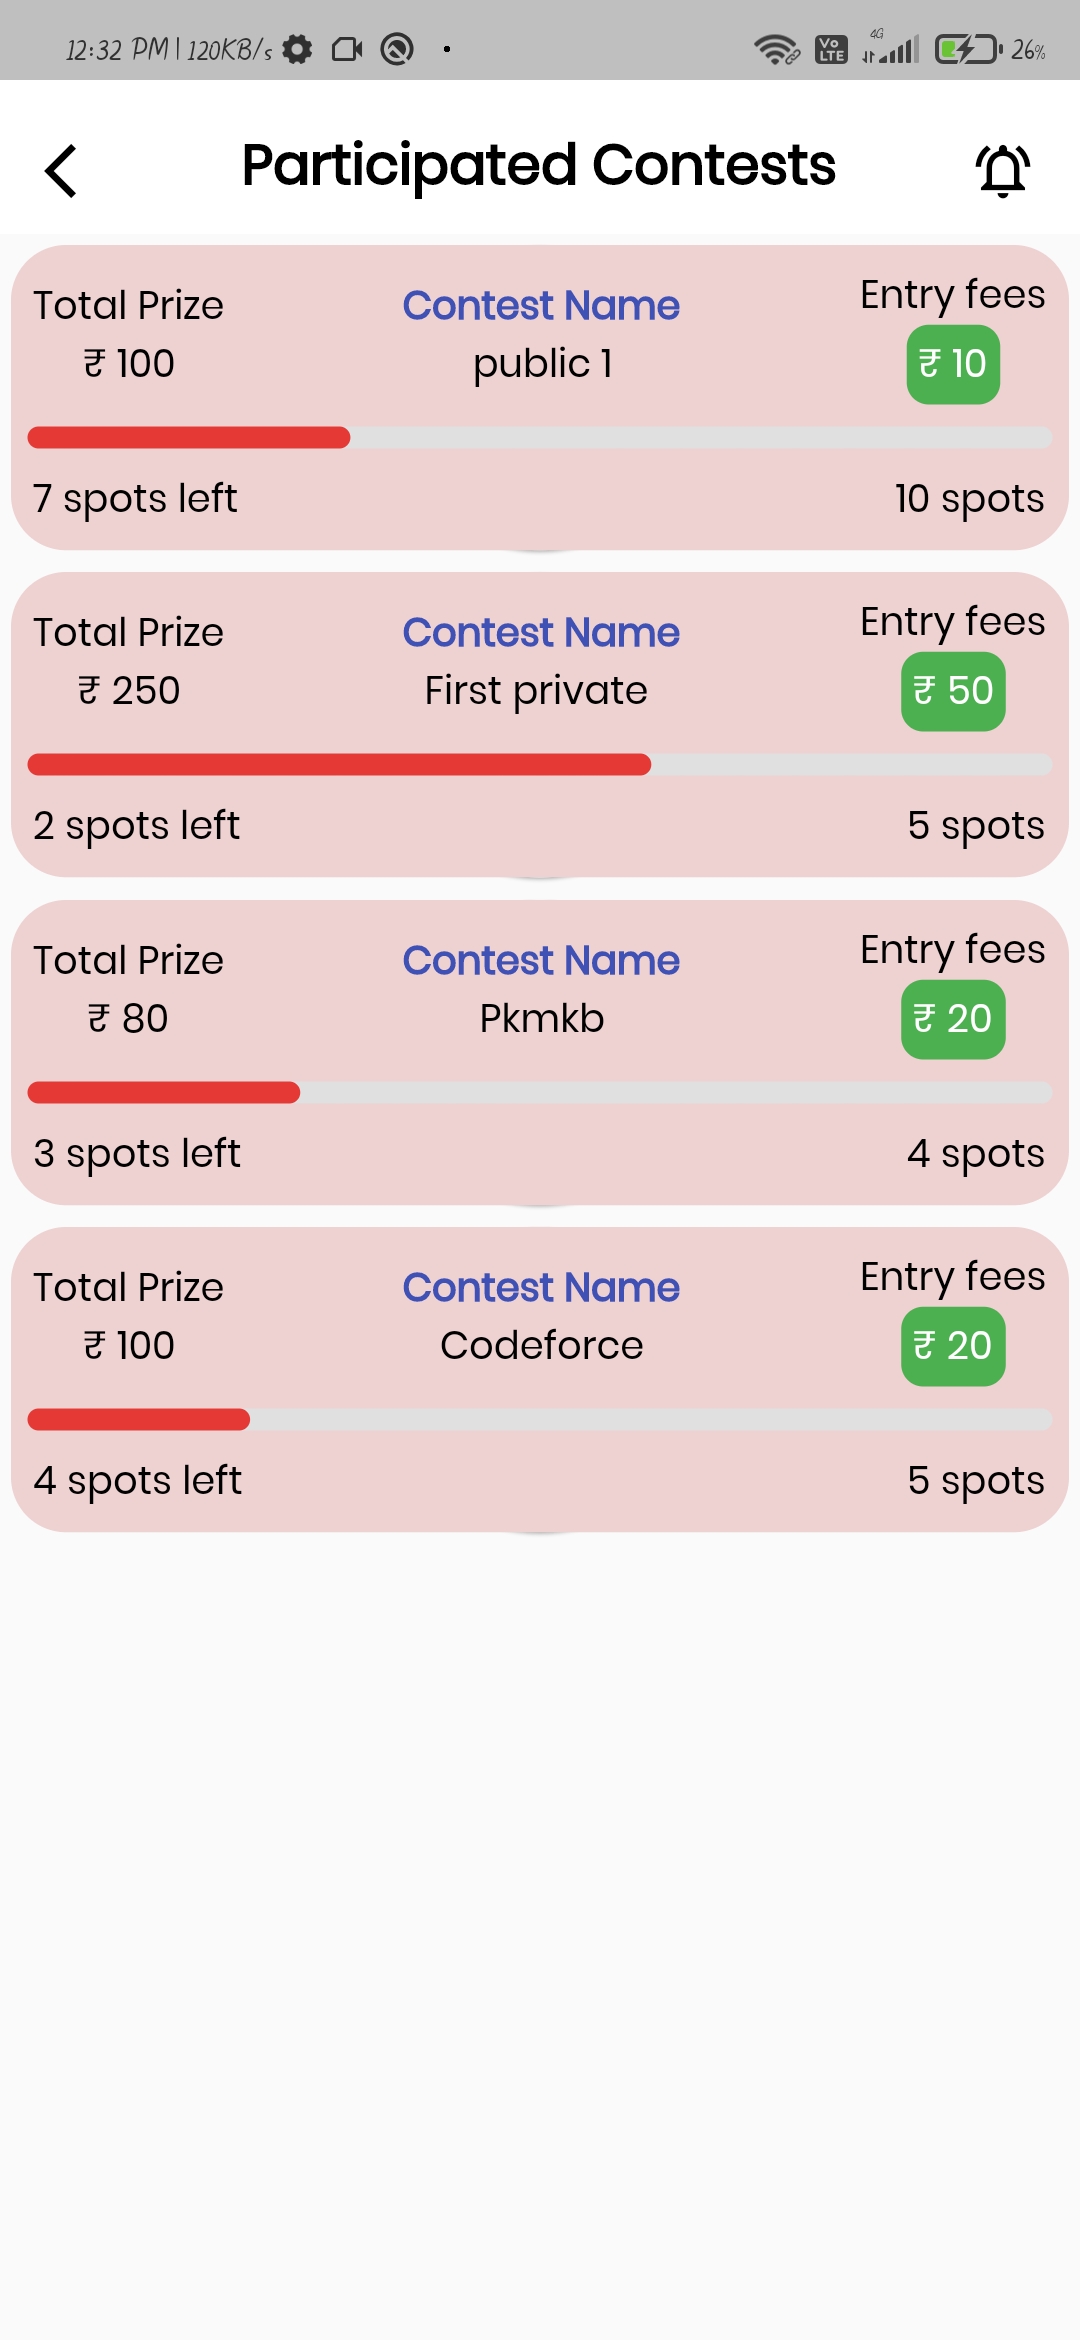 12:32 PM | 120KB/s
Vo LTE 4G 26%
Participated Contests
Total Prize Contest Name Entry fees
₹ 100 public 1 ₹ 10
7 spots left 10 spots
Total Prize Contest Name Entry fees
₹ 250 First private ₹ 50
2 spots left 5 spots
Total Prize Contest Name Entry fees
₹ 80 Pkmkb ₹ 20
3 spots left 4 spots
Total Prize Contest Name Entry fees
₹ 100 Codeforce ₹ 20
4 spots left 5 spots